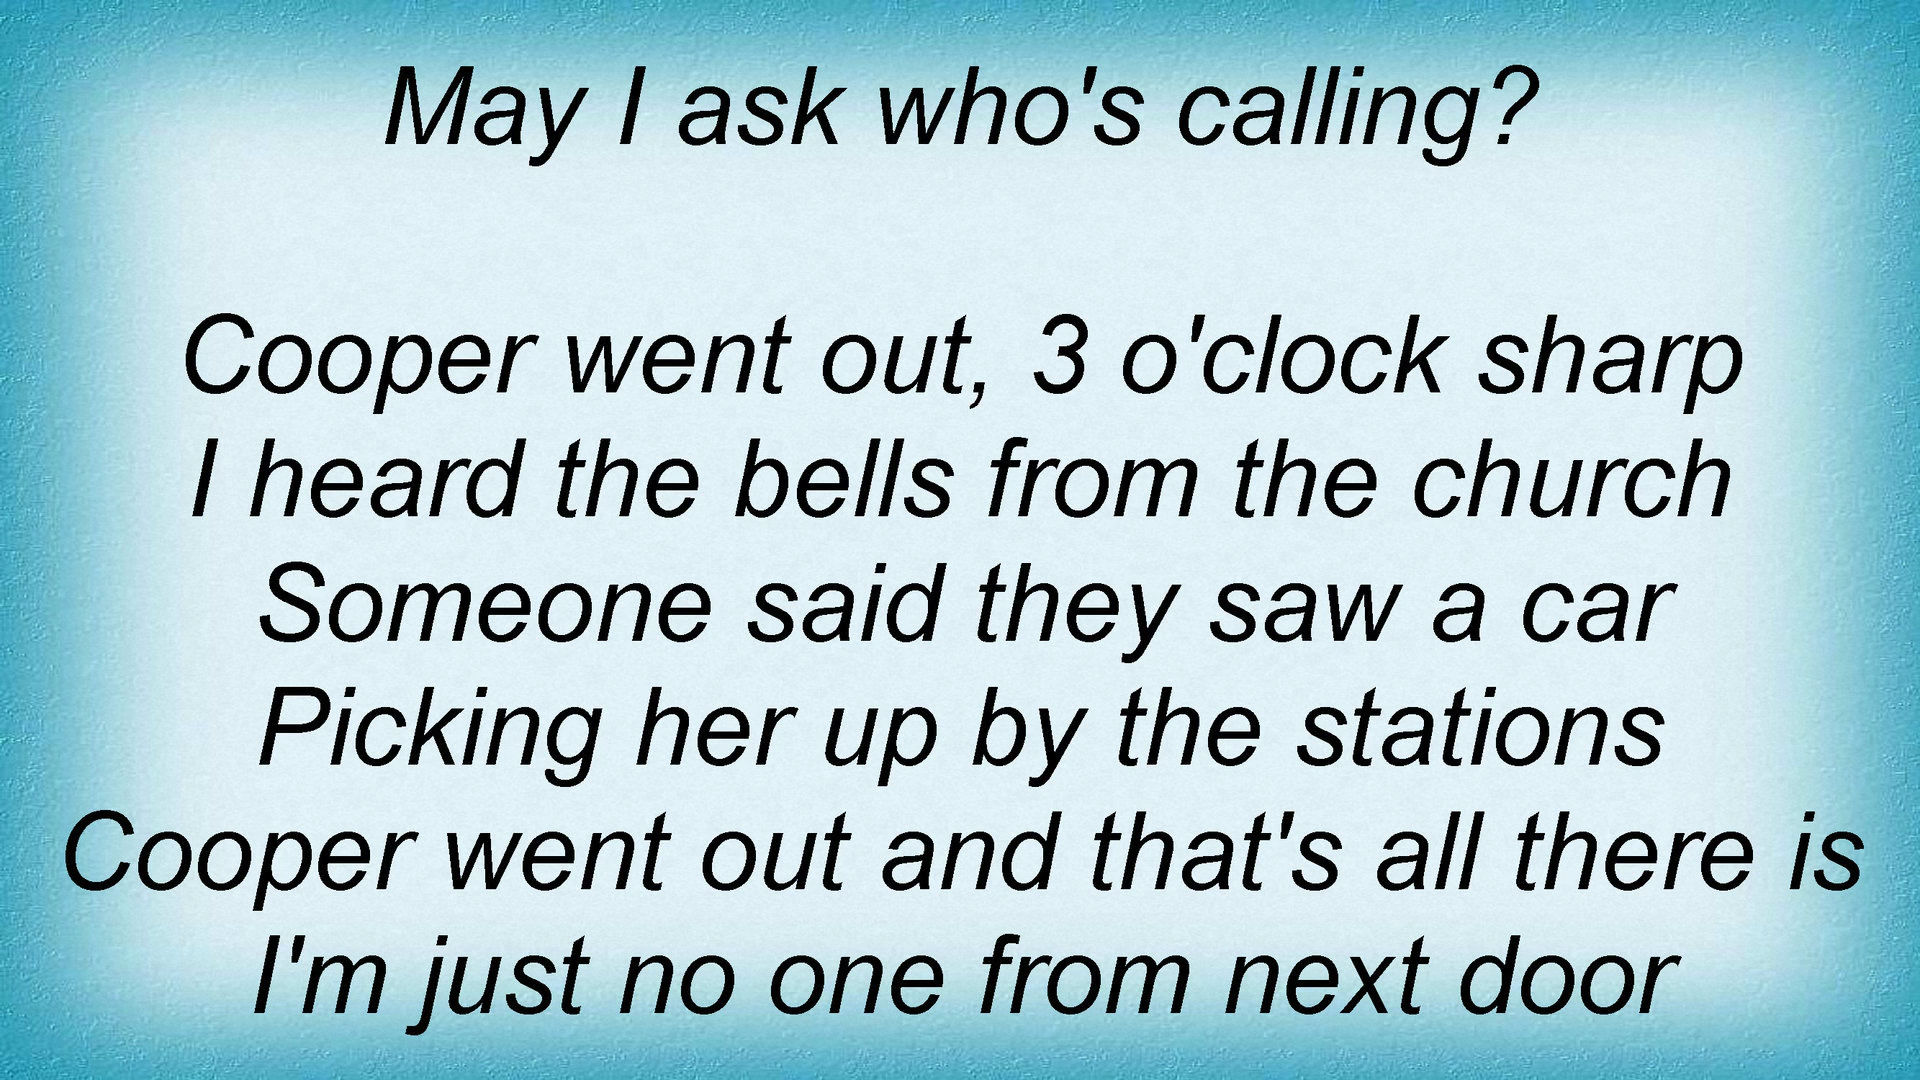 May I ask who's calling?
Cooper went out, 3 o'clock sharp
I heard the bells from the church
Someone said they saw a car
Picking her up by the stations
Cooper went out and that's all there is
I'm just no one from next door